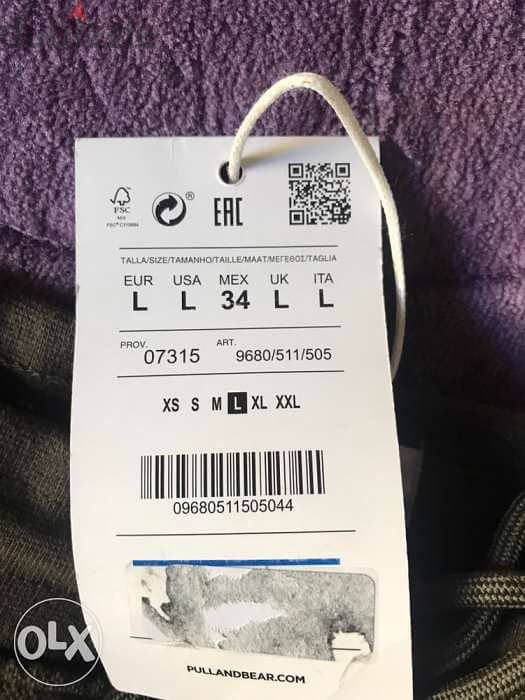 FSC
MIX
EAC
TALLA/SIZE/TAMANHO/TAILLE/MAAT/ΜΕΓΕΘΟΣ/TAGLIA
EUR USA MEX UK ITA
L L 34 L L
PROV. 07315 ART. 9680/511/505
XS S M L XL XXL
09680511505044
PULLANDBEAR.COM
OLX